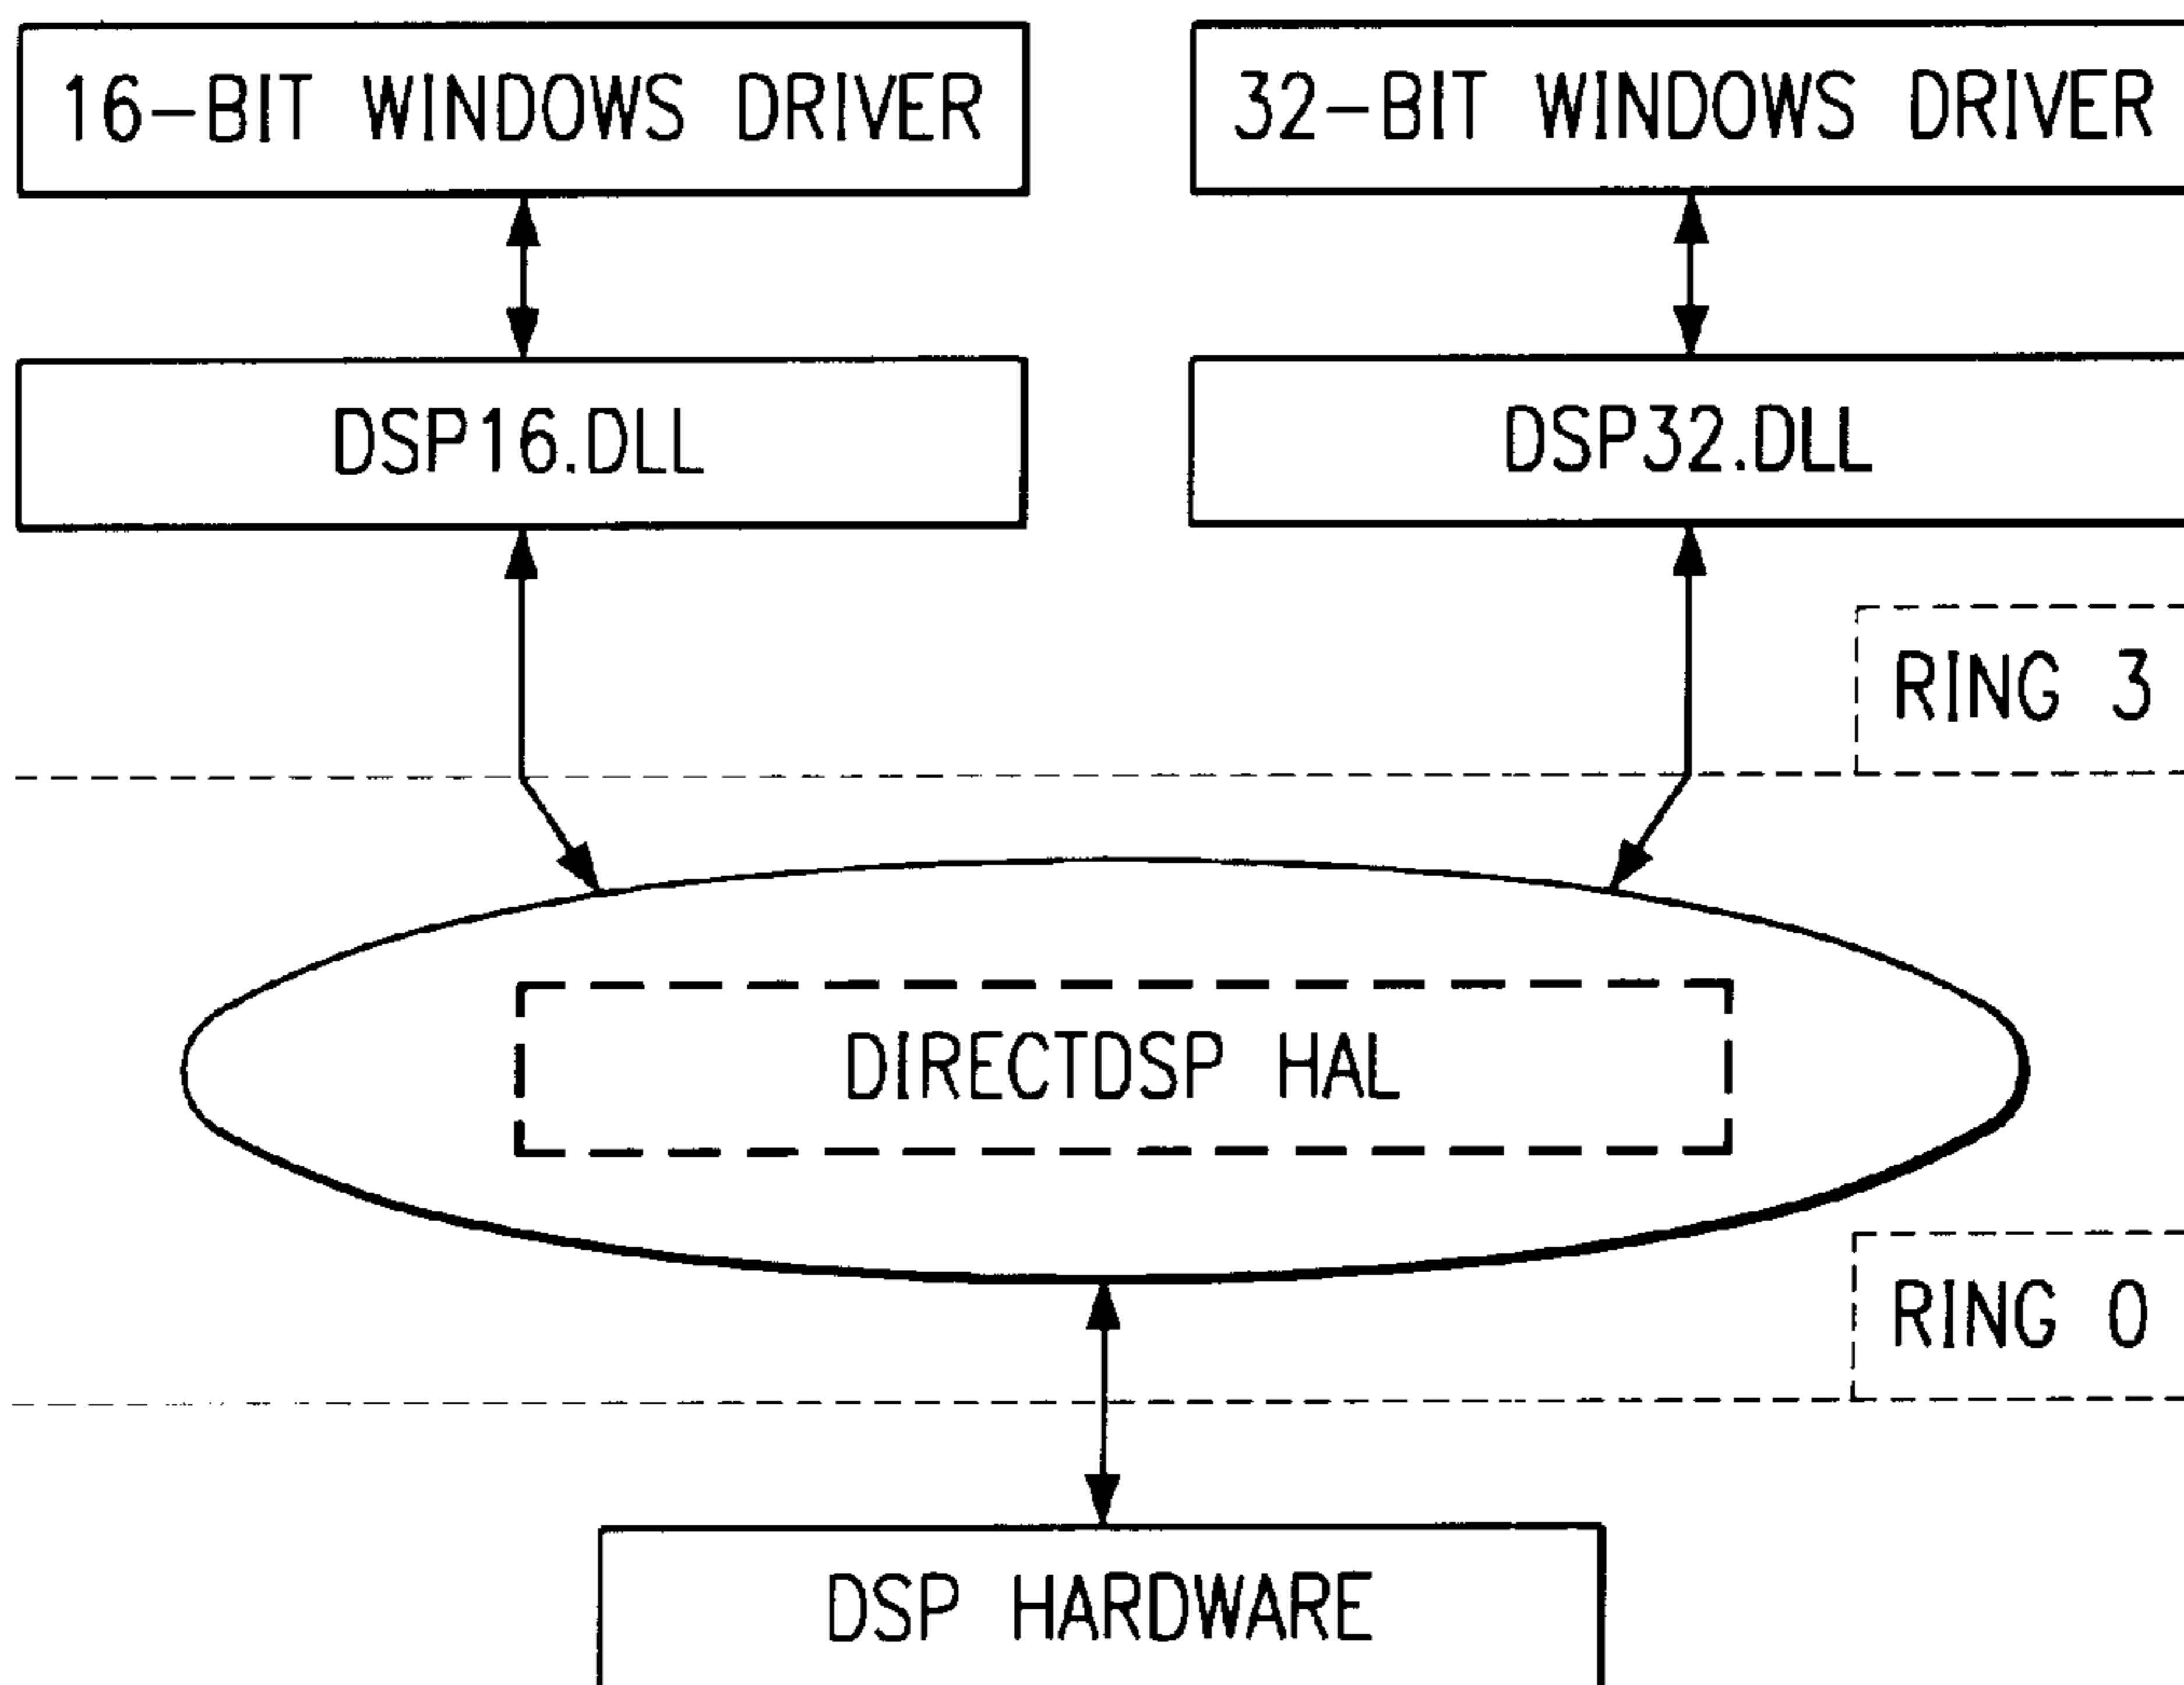 16-BIT WINDOWS DRIVER
32-BIT WINDOWS DRIVER
DSP16.DLL
DSP32.DLL
RING 3
DIRECTDSP HAL
RING 0
DSP HARDWARE